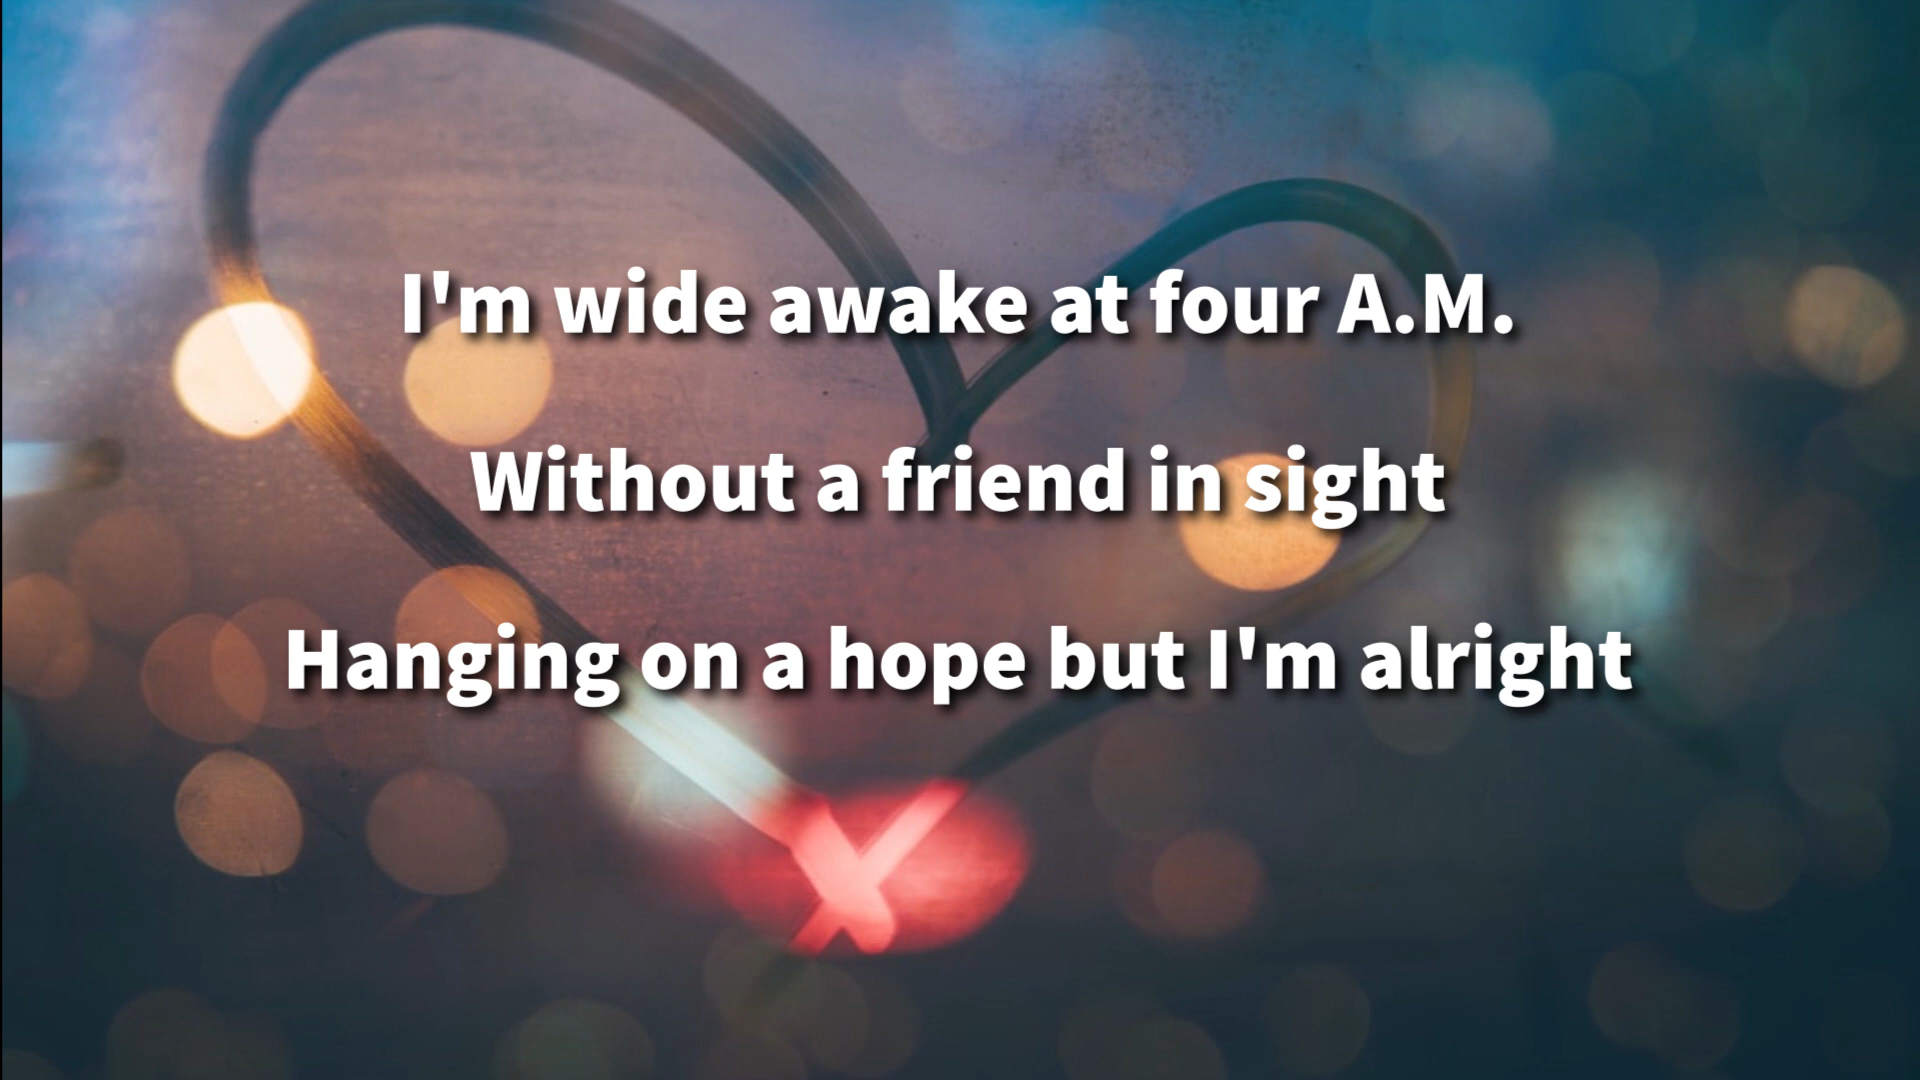 I'm wide awake at four A.M.
Without a friend in sight
Hanging on a hope but I'm alright